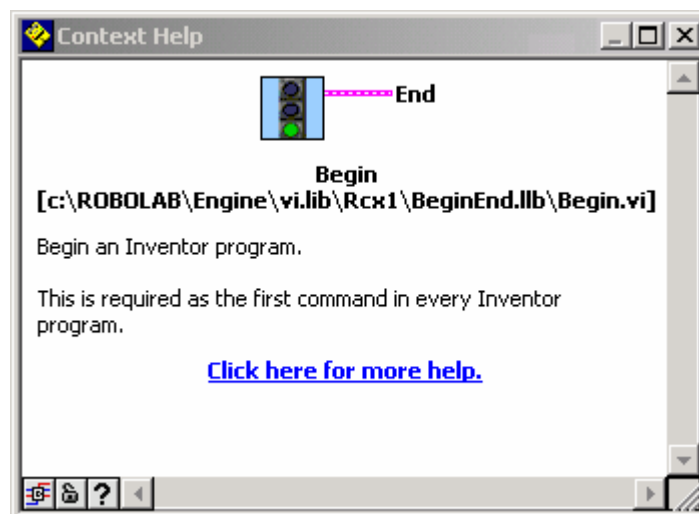 Context Help
End
Begin
[c:\ROBOLAB\Engine\vi.lib\Rcx1\BeginEnd.llb\Begin.vi]
Begin an Inventor program.
This is required as the first command in every Inventor
program.
Click here for more help.
?